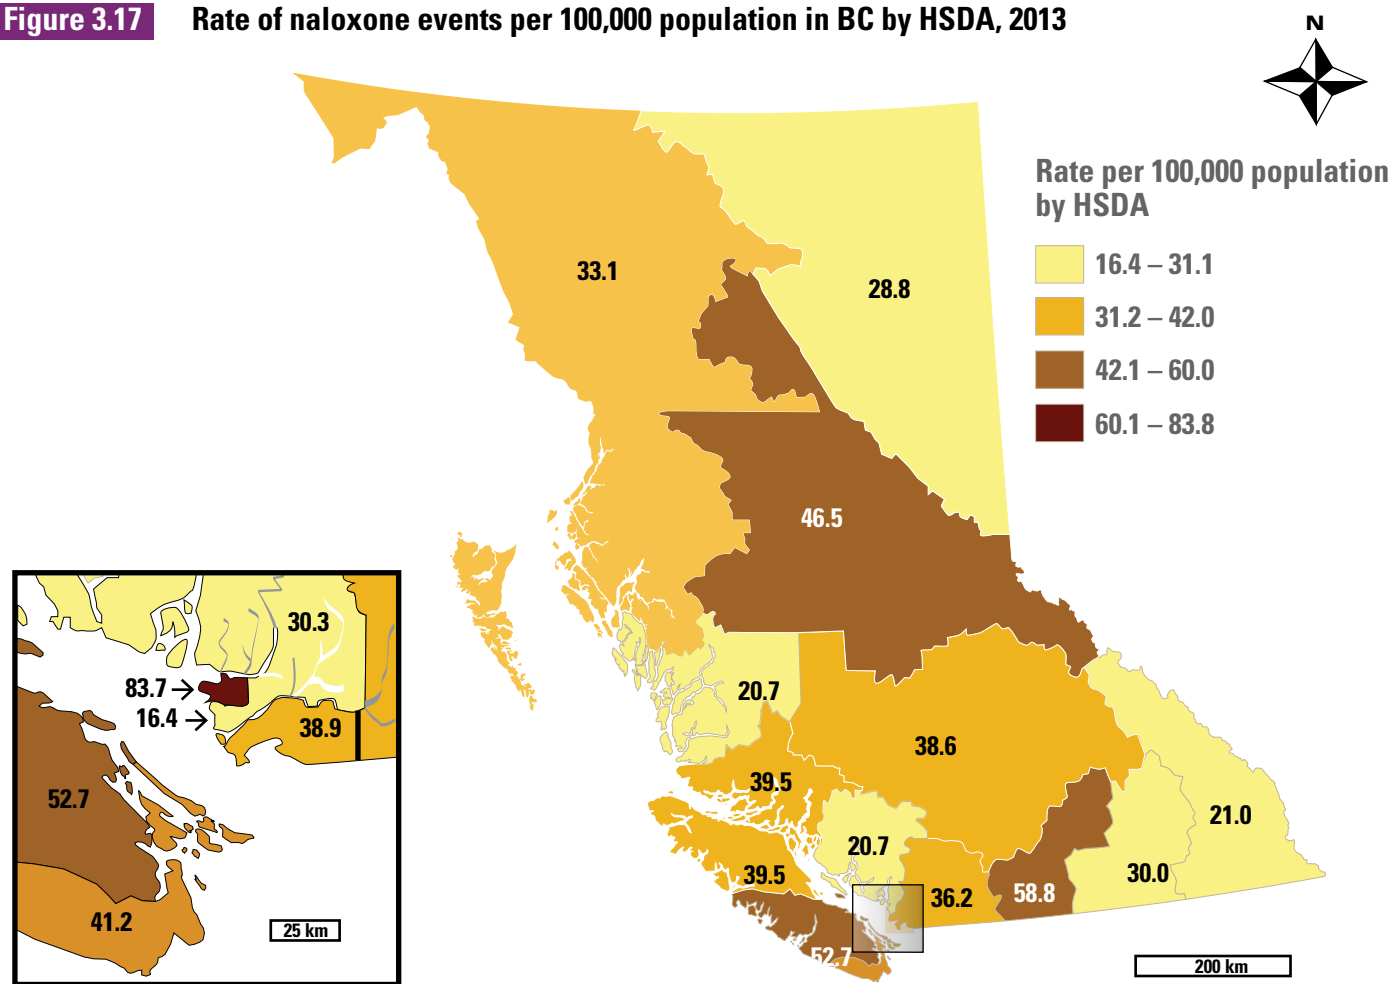 Figure 3.17 Rate of naloxone events per 100,000 population in BC by HSDA, 2013
N
Rate per 100,000 population
by HSDA
16.4 – 31.1
31.2 – 42.0
42.1 – 60.0
60.1 – 83.8
33.1
28.8
46.5
20.7
38.6
39.5
21.0
20.7
39.5
30.0
58.8
36.2
52.7
200 km
30.3
83.7
16.4
38.9
52.7
41.2
25 km